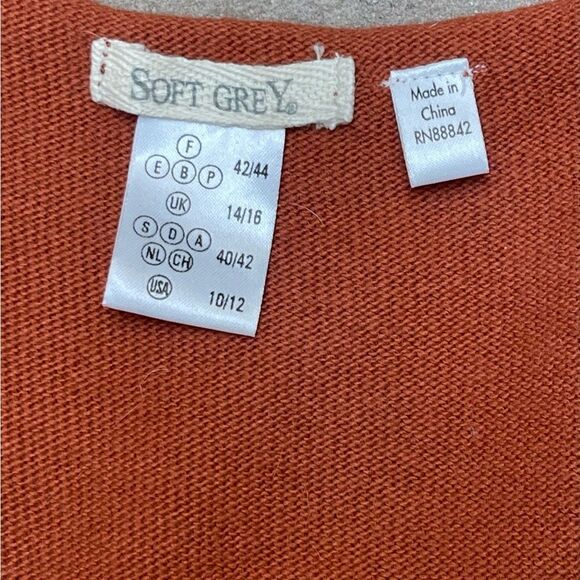 SOFT GREY®
F
E B P 42/44
UK 14/16
S D A
NL CH 40/42
USA 10/12
Made in
China
RN88842